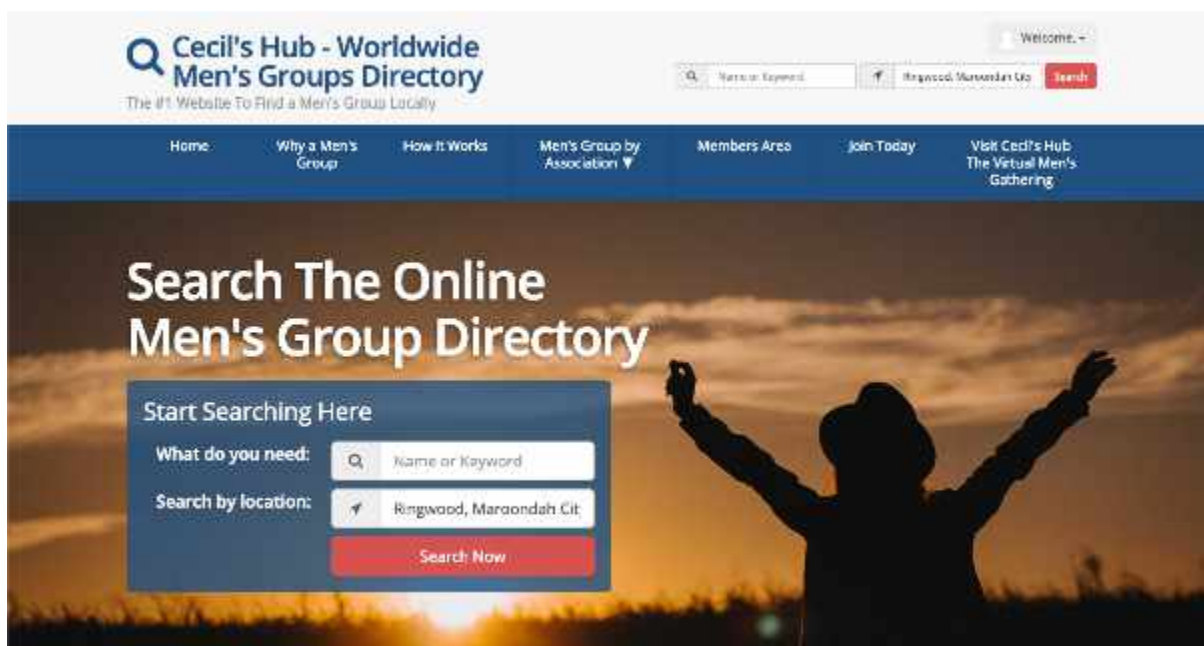 Cecil's Hub - Worldwide
Men's Groups Directory
The #1 Website To Find a Men's Group Locally
Welcome.
Name or Keyword
Ringwood, Maroondah City
Search
Home
Why a Men's
Group
How It Works
Men's Group by
Association ▼
Members Area
Join Today
Visit Cecil's Hub
The Virtual Men's
Gathering
Search The Online
Men's Group Directory
Start Searching Here
What do you need:
Name or Keyword
Search by location:
Ringwood, Maroondah Cit
Search Now